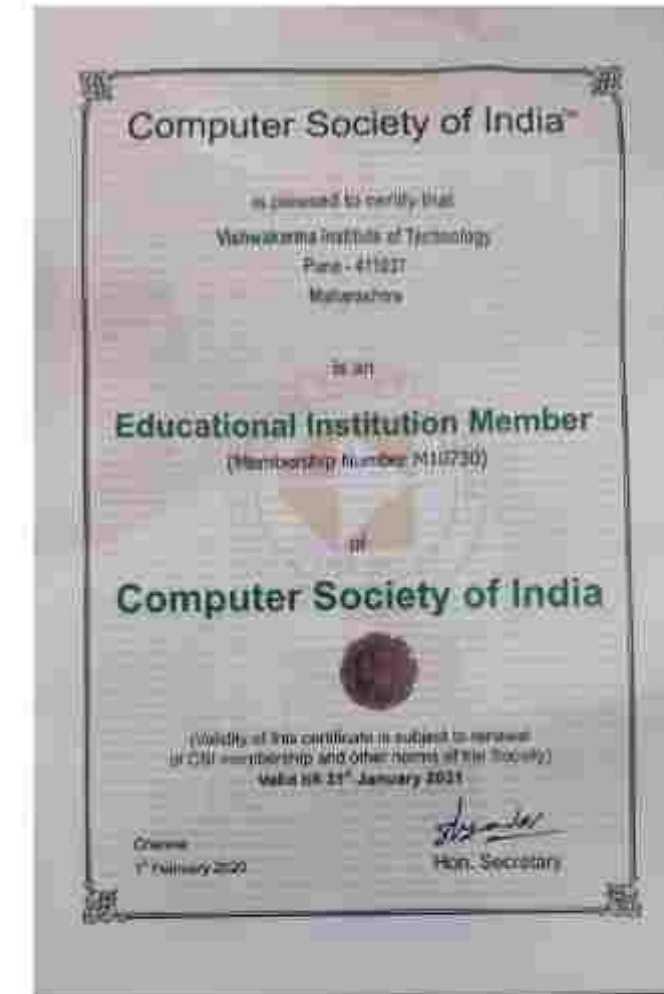 Computer Society of India™
is pleased to certify that
Vishwakarma Institute of Technology
Pune - 411037
Maharashtra
is an
Educational Institution Member
(Membership Number M10730)
of
Computer Society of India
(Validity of this certificate is subject to renewal
of CSI membership and other norms of the Society)
Valid till 31st January 2021
Chennai
1st February 2020
Hon. Secretary